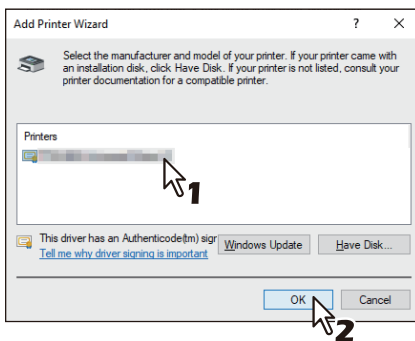 Add Printer Wizard ? ×
Select the manufacturer and model of your printer. If your printer came with
an installation disk, click Have Disk. If your printer is not listed, consult your
printer documentation for a compatible printer.
Printers
1
This driver has an Authenticode(tm) sigr
Tell me why driver signing is important
Windows Update
Have Disk...
OK
Cancel
2